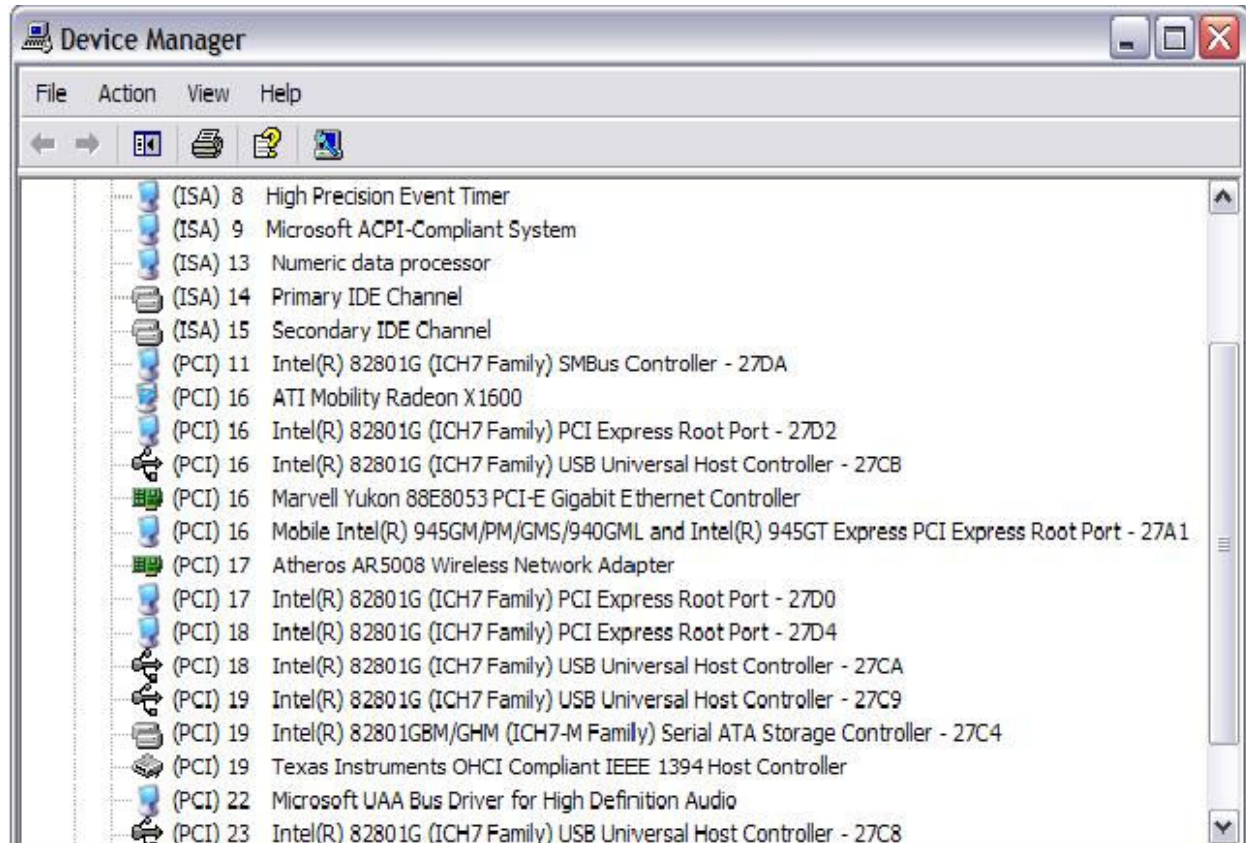 Device Manager
File Action View Help
(ISA) 8 High Precision Event Timer
(ISA) 9 Microsoft ACPI-Compliant System
(ISA) 13 Numeric data processor
(ISA) 14 Primary IDE Channel
(ISA) 15 Secondary IDE Channel
(PCI) 11 Intel(R) 82801G (ICH7 Family) SMBus Controller - 27DA
(PCI) 16 ATI Mobility Radeon X1600
(PCI) 16 Intel(R) 82801G (ICH7 Family) PCI Express Root Port - 27D2
(PCI) 16 Intel(R) 82801G (ICH7 Family) USB Universal Host Controller - 27CB
(PCI) 16 Marvell Yukon 88E8053 PCI-E Gigabit Ethernet Controller
(PCI) 16 Mobile Intel(R) 945GM/PM/GMS/940GML and Intel(R) 945GT Express PCI Express Root Port - 27A1
(PCI) 17 Atheros AR5008 Wireless Network Adapter
(PCI) 17 Intel(R) 82801G (ICH7 Family) PCI Express Root Port - 27D0
(PCI) 18 Intel(R) 82801G (ICH7 Family) PCI Express Root Port - 27D4
(PCI) 18 Intel(R) 82801G (ICH7 Family) USB Universal Host Controller - 27CA
(PCI) 19 Intel(R) 82801G (ICH7 Family) USB Universal Host Controller - 27C9
(PCI) 19 Intel(R) 82801GBM/GHM (ICH7-M Family) Serial ATA Storage Controller - 27C4
(PCI) 19 Texas Instruments OHCI Compliant IEEE 1394 Host Controller
(PCI) 22 Microsoft UAA Bus Driver for High Definition Audio
(PCI) 23 Intel(R) 82801G (ICH7 Family) USB Universal Host Controller - 27C8